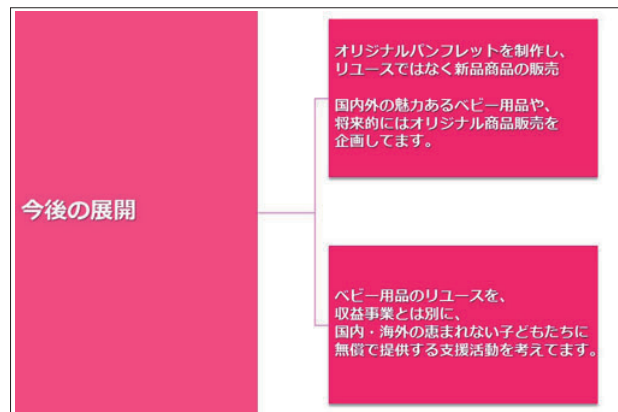 今後の展開
オリジナルパンフレットを制作し、
リユースではなく新品商品の販売
国内外の魅力あるベビー用品や、
将来的にはオリジナル商品販売を
企画してます。
ベビー用品のリユースを、
収益事業とは別に、
国内・海外の恵まれない子どもたちに
無償で提供する支援活動を考えてます。